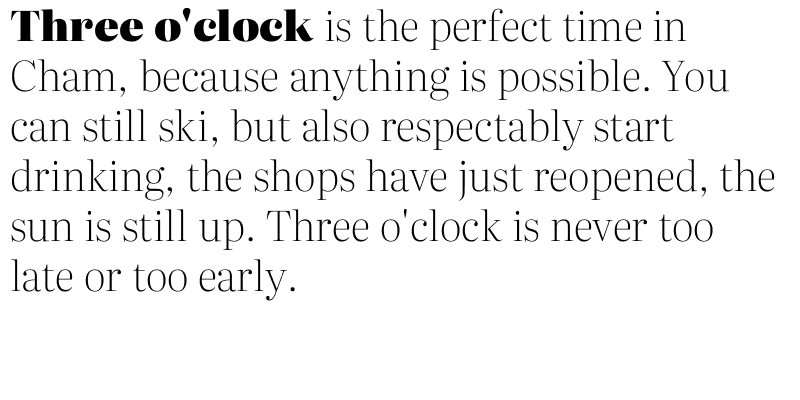 Three o'clock is the perfect time in
Cham, because anything is possible. You
can still ski, but also respectably start
drinking, the shops have just reopened, the
sun is still up. Three o'clock is never too
late or too early.